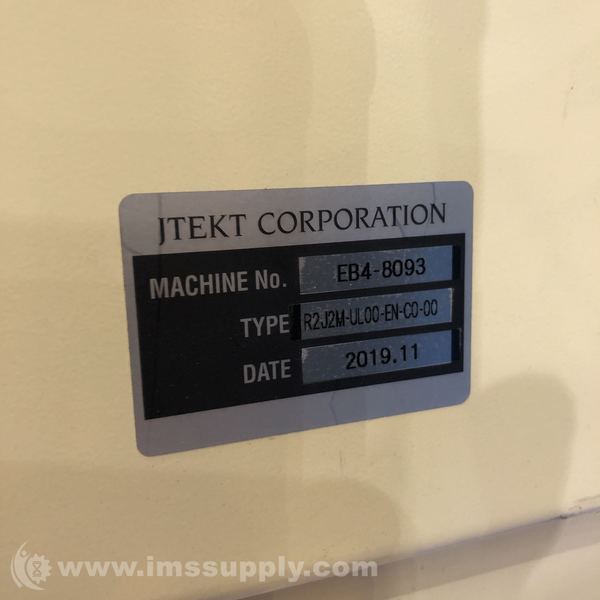 JTEKT CORPORATION
MACHINE No. EB4-8093
TYPE R2J2M-UL00-EN-C0-00
DATE 2019.11
www.imssupply.com